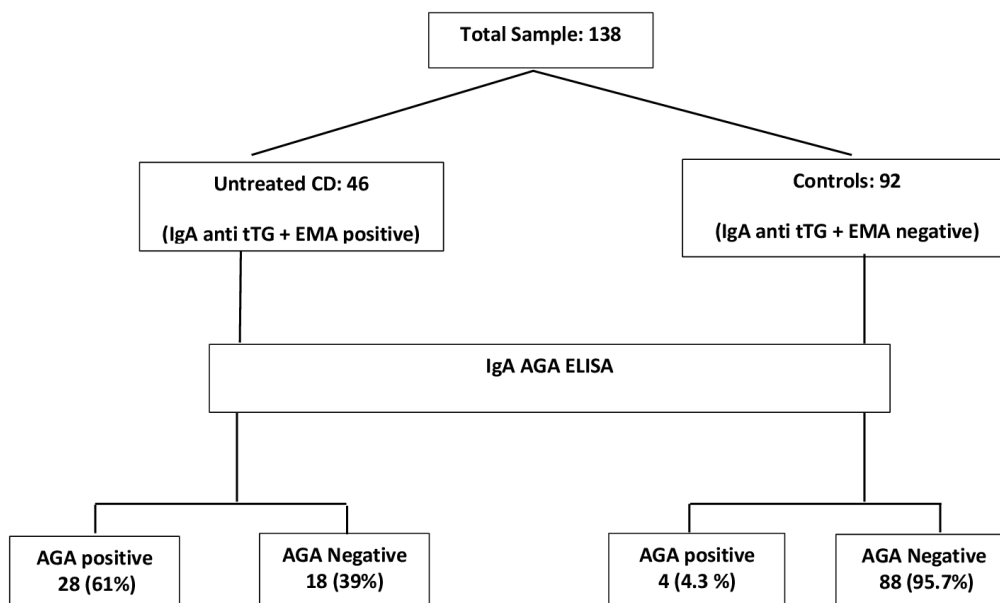 Total Sample: 138
Untreated CD: 46
(IgA anti tTG + EMA positive)
Controls: 92
(IgA anti tTG + EMA negative)
IgA AGA ELISA
AGA positive
28 (61%)
AGA Negative
18 (39%)
AGA positive
4 (4.3 %)
AGA Negative
88 (95.7%)